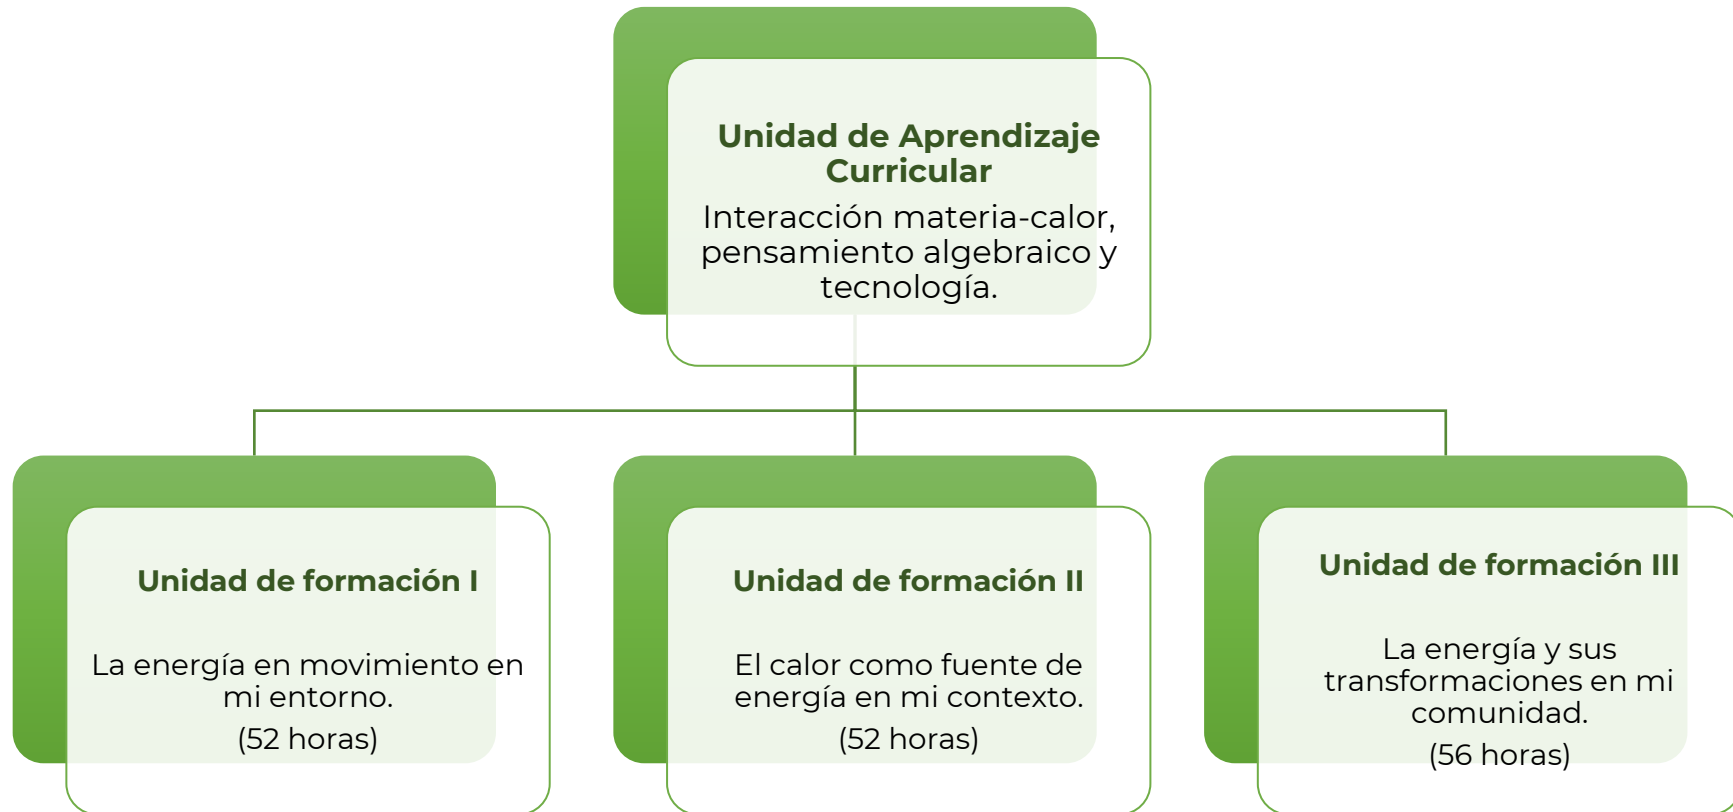 Unidad de Aprendizaje
Curricular
Interacción materia-calor,
pensamiento algebraico y
tecnología.
Unidad de formación I
La energía en movimiento en
mi entorno.
(52 horas)
Unidad de formación II
El calor como fuente de
energía en mi contexto.
(52 horas)
Unidad de formación III
La energía y sus
transformaciones en mi
comunidad.
(56 horas)